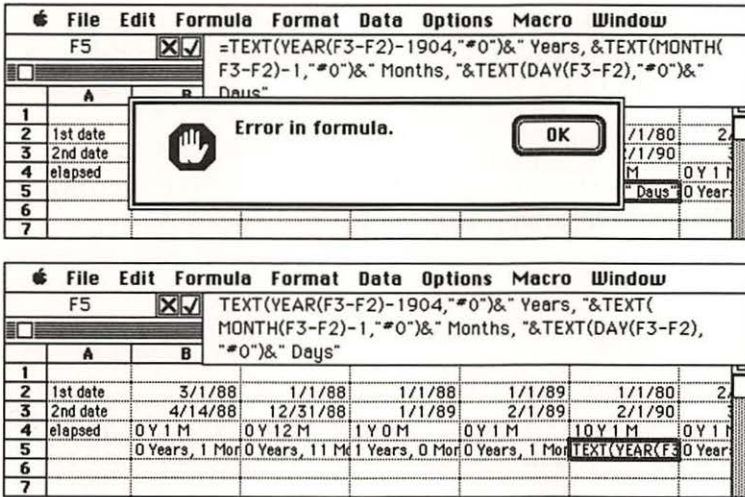 File Edit Formula Format Data Options Macro Window
F5 =TEXT(YEAR(F3-F2)-1904,"#0")&" Years, &TEXT(MONTH(
F3-F2)-1,"#0")&" Months, "&TEXT(DAY(F3-F2),"#0")&"
Days"
A B
Error in formula.
OK
1
2 1st date /1/80 2/
3 2nd date /1/90
4 elapsed M 0 Y 1 M
5 " Days" 0 Years
6
7
File Edit Formula Format Data Options Macro Window
F5 TEXT(YEAR(F3-F2)-1904,"#0")&" Years, "&TEXT(
MONTH(F3-F2)-1,"#0")&" Months, "&TEXT(DAY(F3-F2),
"#0")&" Days"
A B
1
2 1st date 3/1/88 1/1/88 1/1/88 1/1/89 1/1/80 2/
3 2nd date 4/14/88 12/31/88 1/1/89 2/1/89 2/1/90
4 elapsed 0 Y 1 M 0 Y 12 M 1 Y 0 M 0 Y 1 M 10 Y 1 M 0 Y 1
5 0 Years, 1 Mon 0 Years, 11 Mo 1 Years, 0 Mon 0 Years, 1 Mon TEXT(YEAR(F3 0 Year
6
7